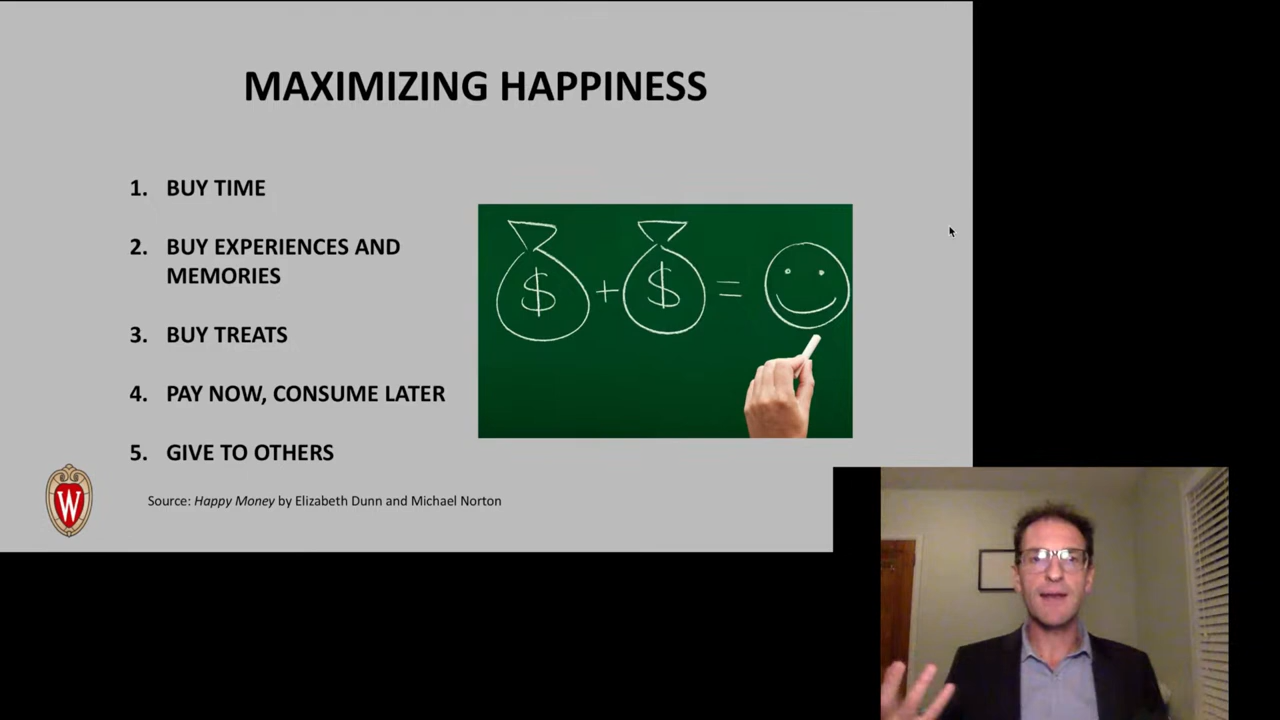 MAXIMIZING HAPPINESS
1. BUY TIME
2. BUY EXPERIENCES AND
MEMORIES
3. BUY TREATS
4. PAY NOW, CONSUME LATER
5. GIVE TO OTHERS
$ + $ =
W
Source: Happy Money by Elizabeth Dunn and Michael Norton